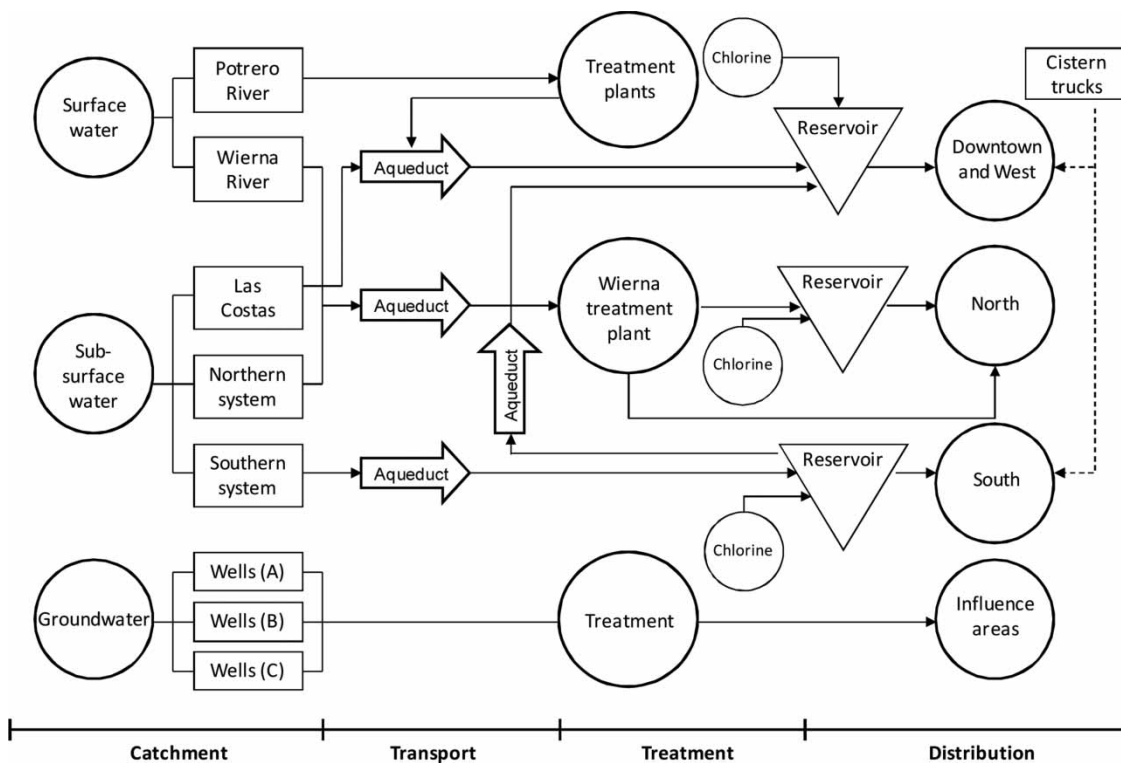 Surface
water
Potrero
River
Wierna
River
Treatment
plants
Chlorine
Reservoir
Cistern
trucks
Aqueduct
Downtown
and West
Sub-
surface
water
Las
Costas
Northern
system
Southern
system
Aqueduct
Aqueduct
Aqueduct
Wierna
treatment
plant
Reservoir
Chlorine
North
Reservoir
Chlorine
South
Groundwater
Wells (A)
Wells (B)
Wells (C)
Treatment
Influence
areas
Catchment
Transport
Treatment
Distribution